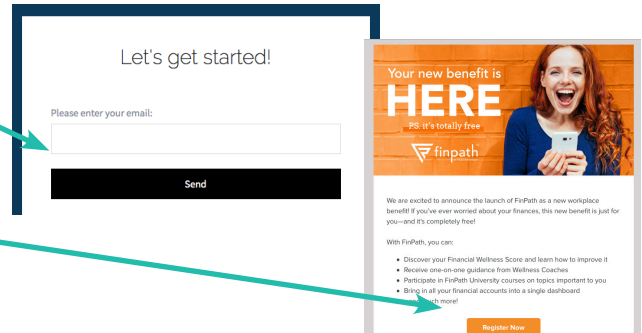 Let's get started!
Please enter your email:
Send
Your new benefit is
HERE
PS. it's totally free
finpath
We are excited to announce the launch of FinPath as a new workplace
benefit! If you've ever worried about your finances, this new benefit is just for
you—and it's completely free!
With FinPath, you can:
• Discover your Financial Wellness Score and learn how to improve it
• Receive one-on-one guidance from Wellness Coaches
• Participate in FinPath University courses on topics important to you
• Bring in all your financial accounts into a single dashboard
much more!
Register Now